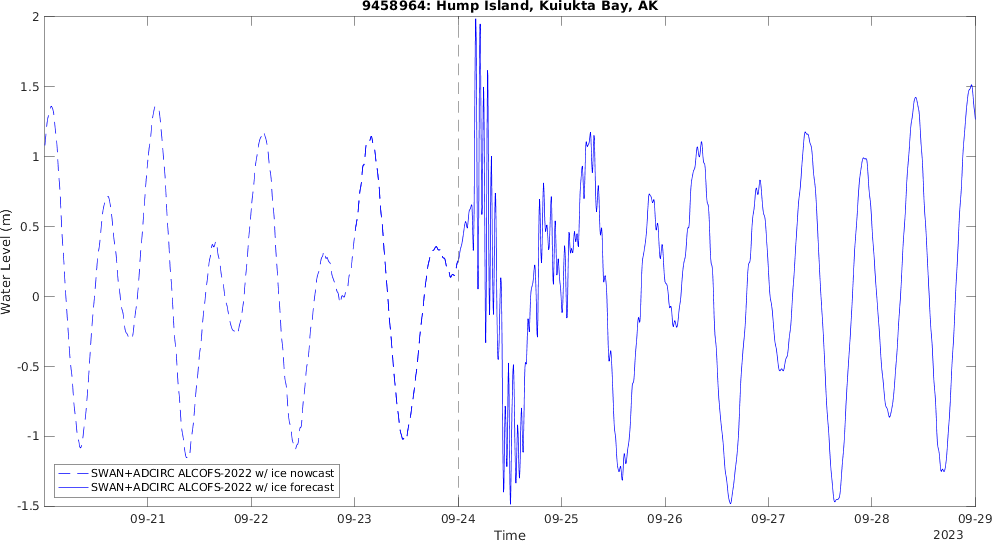 9458964: Hump Island, Kuiukta Bay, AK
Water Level (m)
2
1.5
1
0.5
0
-0.5
-1
-1.5
SWAN+ADCIRC ALCOFS-2022 w/ ice nowcast
SWAN+ADCIRC ALCOFS-2022 w/ ice forecast
09-21 09-22 09-23 09-24 09-25 09-26 09-27 09-28 09-29
Time
2023